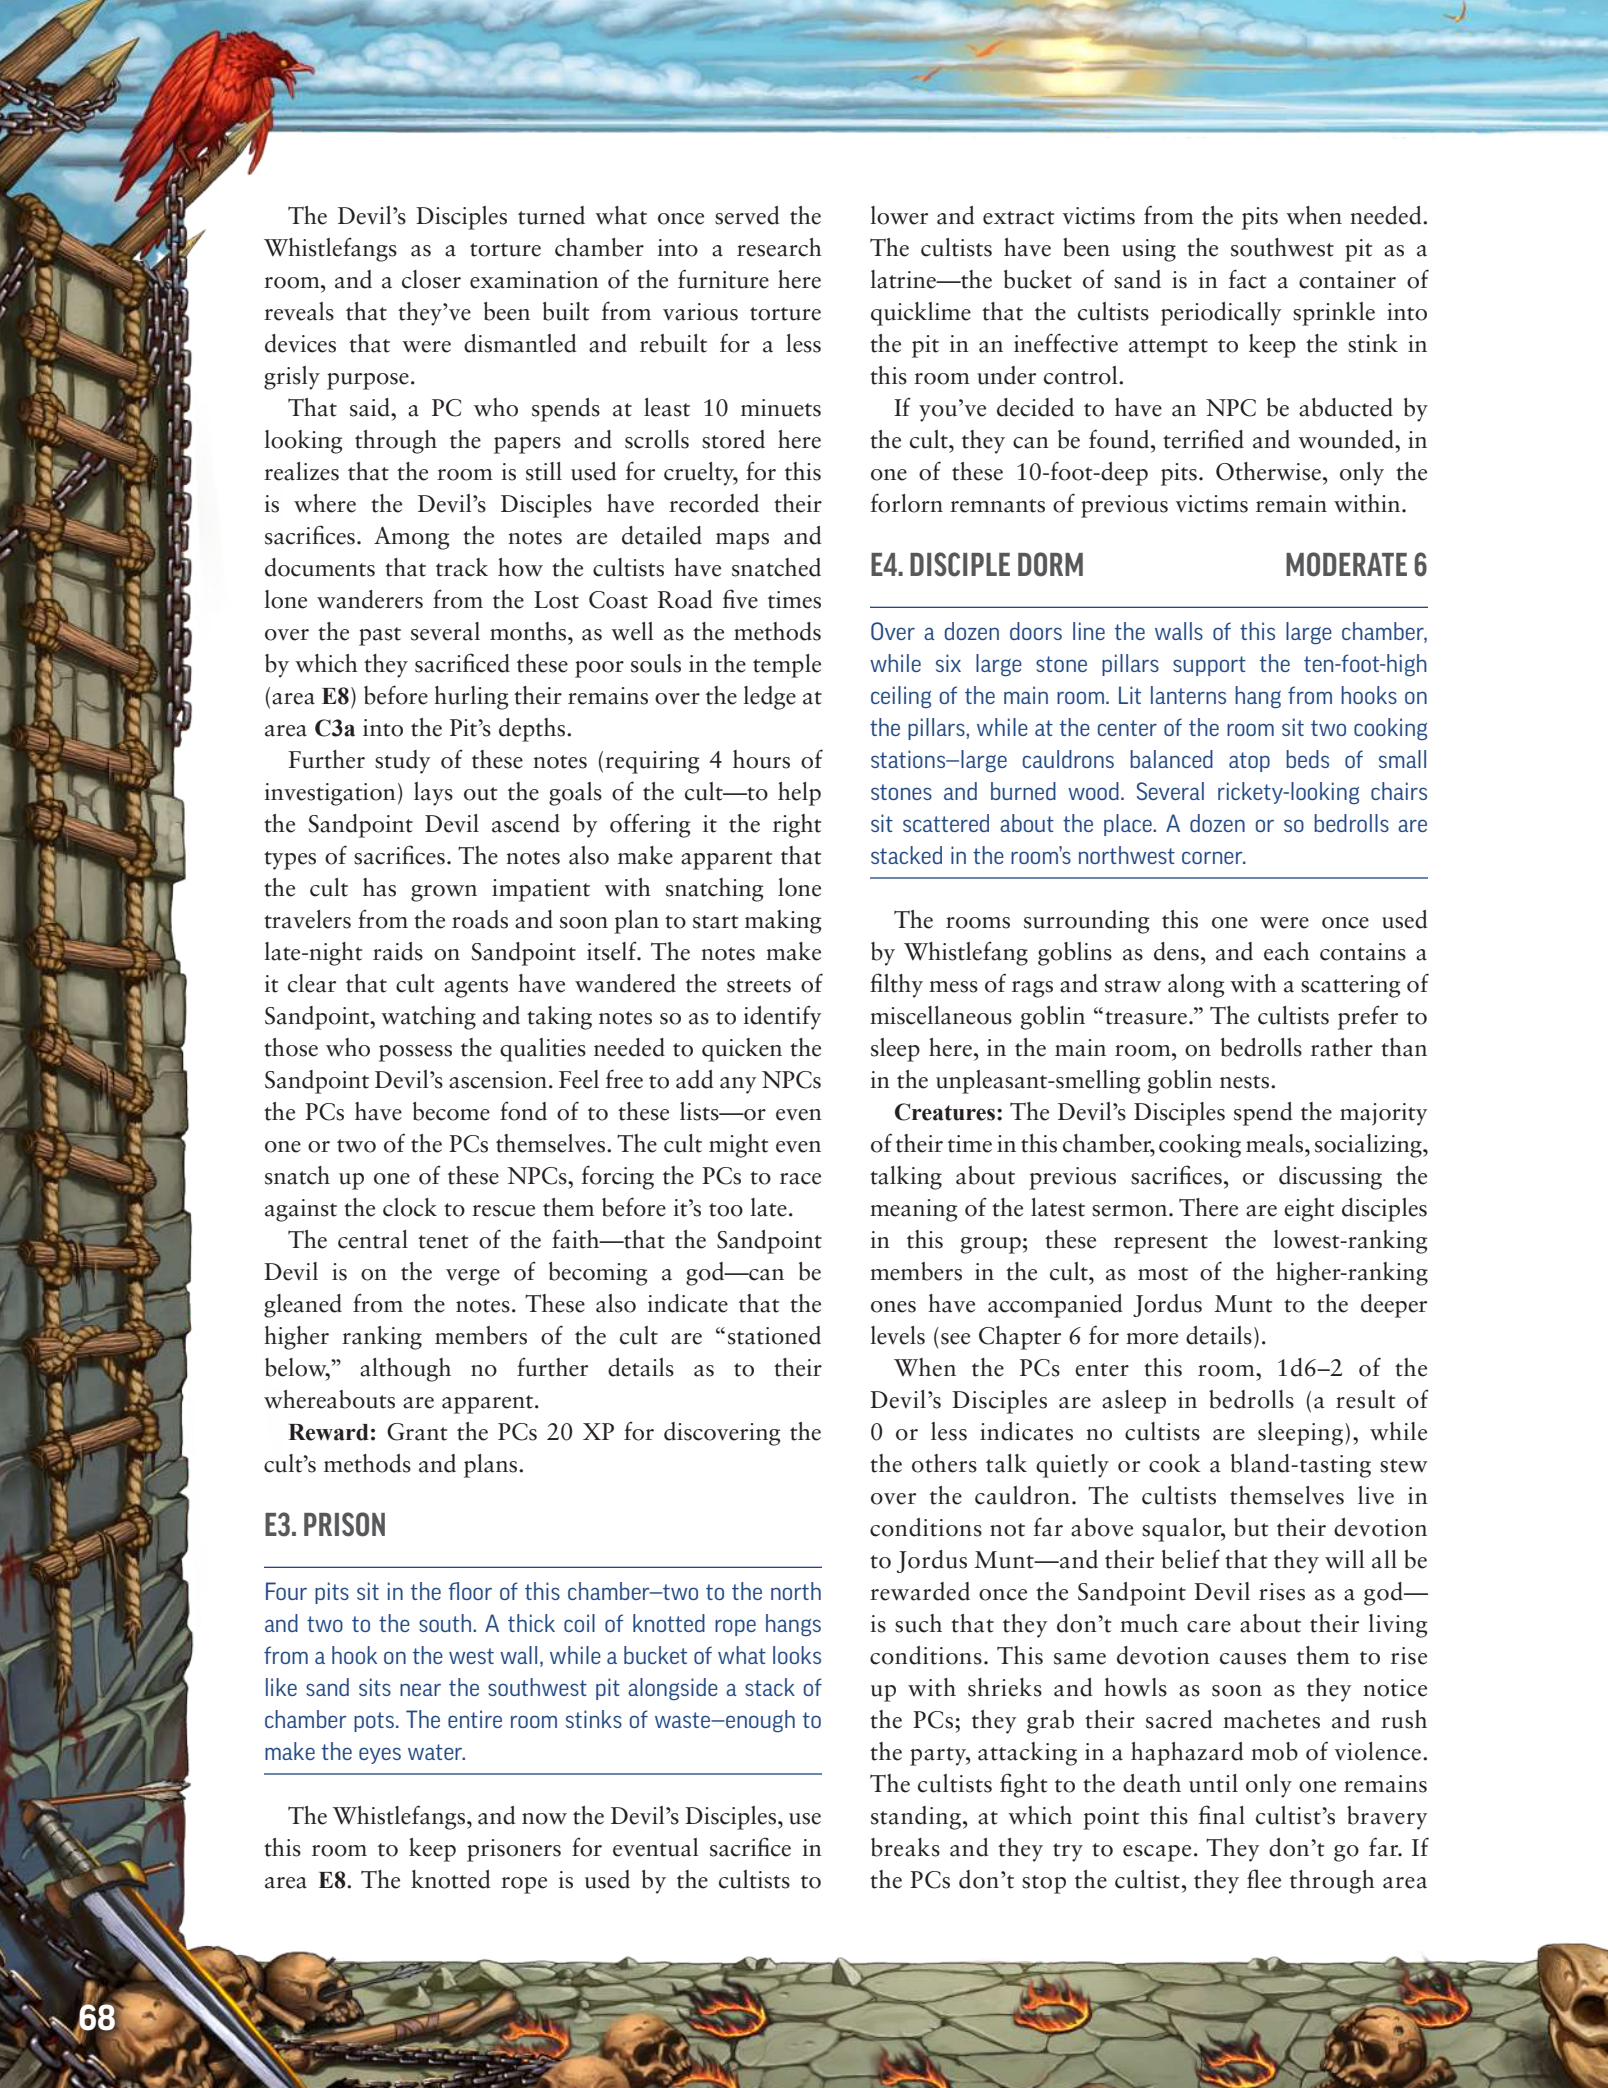 The Devil’s Disciples turned what once served the
Whistlefangs as a torture chamber into a research
room, and a closer examination of the furniture here
reveals that they’ve been built from various torture
devices that were dismantled and rebuilt for a less
grisly purpose.
That said, a PC who spends at least 10 minuets
looking through the papers and scrolls stored here
realizes that the room is still used for cruelty, for this
is where the Devil’s Disciples have recorded their
sacrifices. Among the notes are detailed maps and
documents that track how the cultists have snatched
lone wanderers from the Lost Coast Road five times
over the past several months, as well as the methods
by which they sacrificed these poor souls in the temple
(area E8) before hurling their remains over the ledge at
area C3a into the Pit’s depths.
Further study of these notes (requiring 4 hours of
investigation) lays out the goals of the cult—to help
the Sandpoint Devil ascend by offering it the right
types of sacrifices. The notes also make apparent that
the cult has grown impatient with snatching lone
travelers from the roads and soon plan to start making
late-night raids on Sandpoint itself. The notes make
it clear that cult agents have wandered the streets of
Sandpoint, watching and taking notes so as to identify
those who possess the qualities needed to quicken the
Sandpoint Devil’s ascension. Feel free to add any NPCs
the PCs have become fond of to these lists—or even
one or two of the PCs themselves. The cult might even
snatch up one of these NPCs, forcing the PCs to race
against the clock to rescue them before it’s too late.
The central tenet of the faith—that the Sandpoint
Devil is on the verge of becoming a god—can be
gleaned from the notes. These also indicate that the
higher ranking members of the cult are “stationed
below,” although no further details as to their
whereabouts are apparent.
Reward: Grant the PCs 20 XP for discovering the
cult’s methods and plans.
E3. PRISON
Four pits sit in the floor of this chamber—two to the north
and two to the south. A thick coil of knotted rope hangs
from a hook on the west wall, while a bucket of what looks
like sand sits near the southwest pit alongside a stack of
chamber pots. The entire room stinks of waste—enough to
make the eyes water.
The Whistlefangs, and now the Devil’s Disciples, use
this room to keep prisoners for eventual sacrifice in
area E8. The knotted rope is used by the cultists to
lower and extract victims from the pits when needed.
The cultists have been using the southwest pit as a
latrine—the bucket of sand is in fact a container of
quicklime that the cultists periodically sprinkle into
the pit in an ineffective attempt to keep the stink in
this room under control.
If you’ve decided to have an NPC be abducted by
the cult, they can be found, terrified and wounded, in
one of these 10-foot-deep pits. Otherwise, only the
forlorn remnants of previous victims remain within.
E4. DISCIPLE DORM MODERATE 6
Over a dozen doors line the walls of this large chamber,
while six large stone pillars support the ten-foot-high
ceiling of the main room. Lit lanterns hang from hooks on
the pillars, while at the center of the room sit two cooking
stations—large cauldrons balanced atop beds of small
stones and burned wood. Several rickety-looking chairs
sit scattered about the place. A dozen or so bedrolls are
stacked in the room’s northwest corner.
The rooms surrounding this one were once used
by Whistlefang goblins as dens, and each contains a
filthy mess of rags and straw along with a scattering of
miscellaneous goblin “treasure.” The cultists prefer to
sleep here, in the main room, on bedrolls rather than
in the unpleasant-smelling goblin nests.
Creatures: The Devil’s Disciples spend the majority
of their time in this chamber, cooking meals, socializing,
talking about previous sacrifices, or discussing the
meaning of the latest sermon. There are eight disciples
in this group; these represent the lowest-ranking
members in the cult, as most of the higher-ranking
ones have accompanied Jordus Munt to the deeper
levels (see Chapter 6 for more details).
When the PCs enter this room, 1d6–2 of the
Devil’s Disciples are asleep in bedrolls (a result of
0 or less indicates no cultists are sleeping), while
the others talk quietly or cook a bland-tasting stew
over the cauldron. The cultists themselves live in
conditions not far above squalor, but their devotion
to Jordus Munt—and their belief that they will all be
rewarded once the Sandpoint Devil rises as a god—
is such that they don’t much care about their living
conditions. This same devotion causes them to rise
up with shrieks and howls as soon as they notice
the PCs; they grab their sacred machetes and rush
the party, attacking in a haphazard mob of violence.
The cultists fight to the death until only one remains
standing, at which point this final cultist’s bravery
breaks and they try to escape. They don’t go far. If
the PCs don’t stop the cultist, they flee through area
68